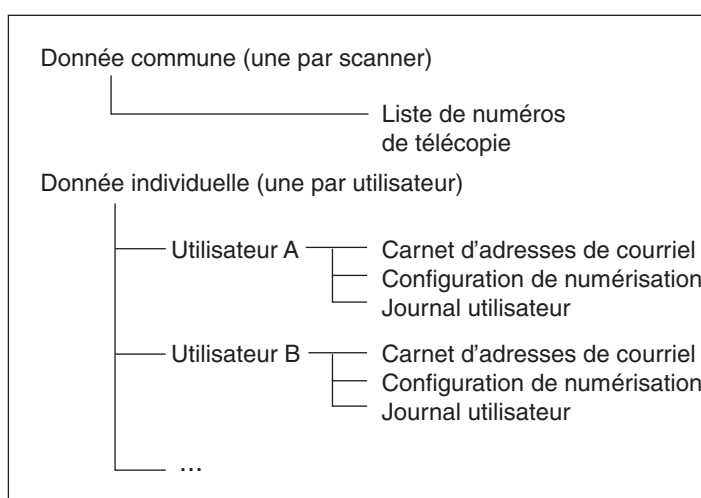 Donnée commune (une par scanner)
Liste de numéros
de télécopie
Donnée individuelle (une par utilisateur)
Utilisateur A
Carnet d'adresses de courriel
Configuration de numérisation
Journal utilisateur
Utilisateur B
Carnet d'adresses de courriel
Configuration de numérisation
Journal utilisateur
...